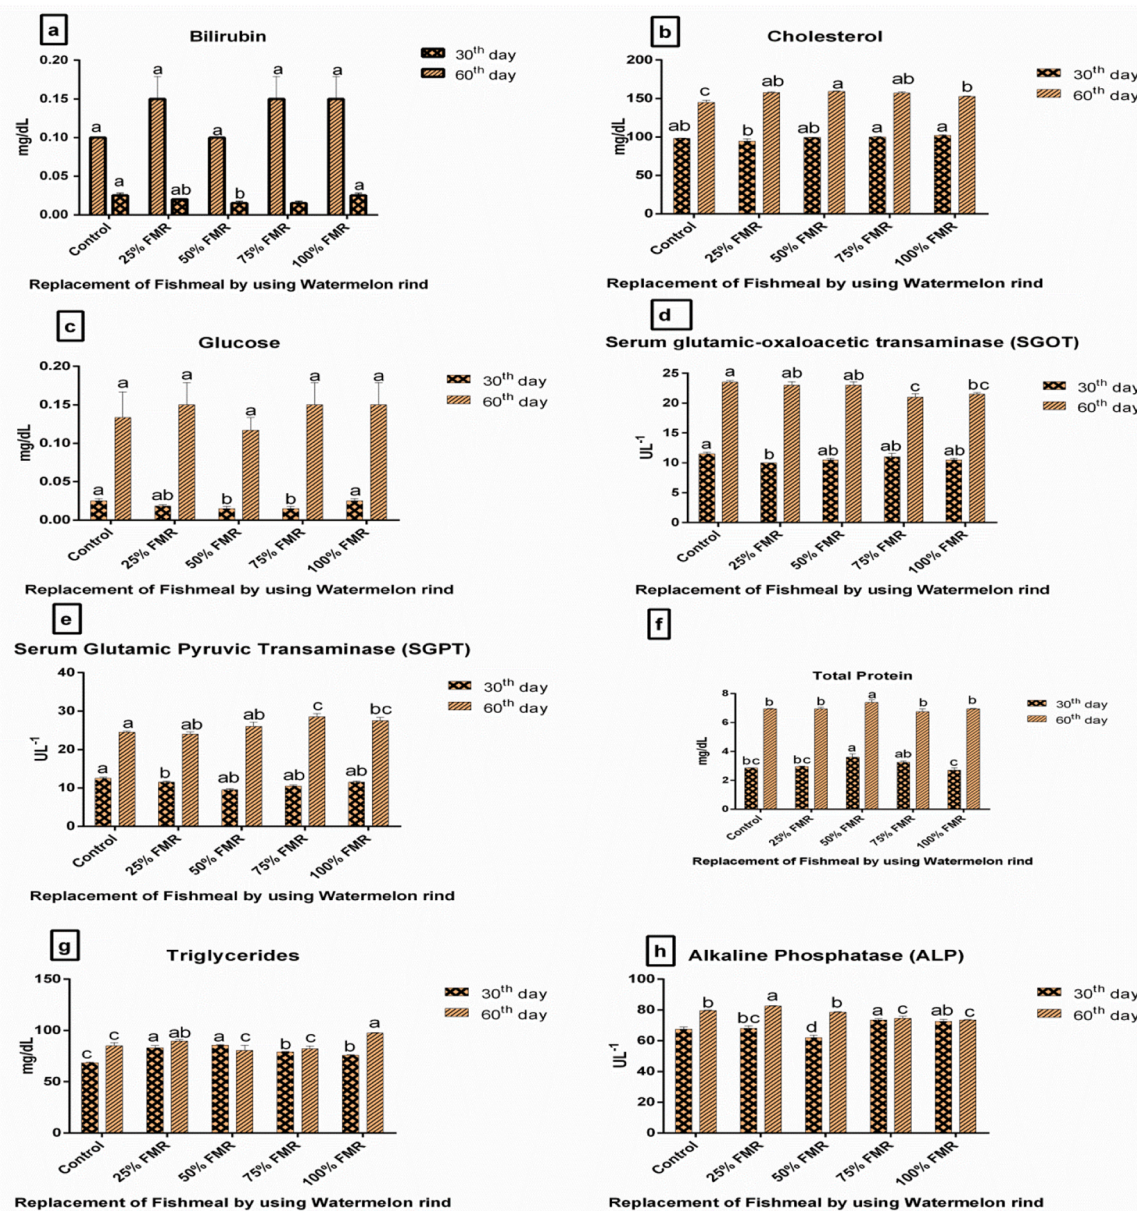 a
Bilirubin
30th day
60th day
mg/dL
0.20
0.15
0.10
0.05
0.00
a a a a a
a ab b a
Control 25% FMR 50% FMR 75% FMR 100% FMR
Replacement of Fishmeal by using Watermelon rind
b
Cholesterol
30th day
60th day
mg/dL
200
150
100
50
0
c ab a ab b
ab b ab a a
Control 25% FMR 50% FMR 75% FMR 100% FMR
Replacement of Fishmeal by using Watermelon rind
c
Glucose
30th day
60th day
mg/dL
0.20
0.15
0.10
0.05
0.00
a a a a a
a ab b b a
Control 25% FMR 50% FMR 75% FMR 100% FMR
Replacement of Fishmeal by using Watermelon rind
d
Serum glutamic-oxaloacetic transaminase (SGOT)
30th day
60th day
UL-1
25
20
15
10
5
0
a ab ab c bc
a b ab ab ab
Control 25% FMR 50% FMR 75% FMR 100% FMR
Replacement of Fishmeal by using Watermelon rind
e
Serum Glutamic Pyruvic Transaminase (SGPT)
30th day
60th day
UL-1
40
30
20
10
0
a ab ab c bc
a b ab ab ab
Control 25% FMR 50% FMR 75% FMR 100% FMR
Replacement of Fishmeal by using Watermelon rind
f
Total Protein
30th day
60th day
mg/dL
8
6
4
2
0
b b a b b
bc bc a ab c
Control 25% FMR 50% FMR 75% FMR 100% FMR
Replacement of Fishmeal by using Watermelon rind
g
Triglycerides
30th day
60th day
mg/dL
150
100
50
0
c c a ab a c b c b a
Control 25% FMR 50% FMR 75% FMR 100% FMR
Replacement of Fishmeal by using Watermelon rind
h
Alkaline Phosphatase (ALP)
30th day
60th day
UL-1
100
80
60
40
20
0
b bc a d b a c ab c
Control 25% FMR 50% FMR 75% FMR 100% FMR
Replacement of Fishmeal by using Watermelon rind